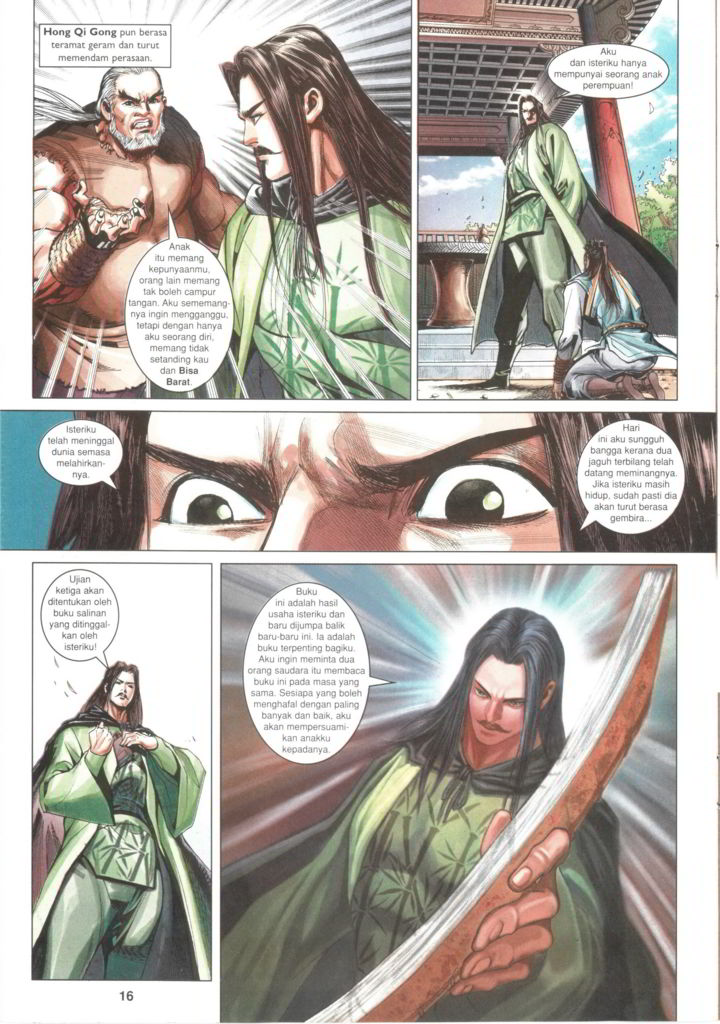 Hong Qi Gong pun berasa
teramat geram dan turut
memendam perasaan.
Anak
itu memang
kepunyaanmu,
orang lain memang
tak boleh campur
tangan. Aku sememang-
nya ingin mengganggu,
tetapi dengan hanya
aku seorang diri,
memang tidak
setanding kau
dan Bisa
Barat.
Aku
dan isteriku hanya
mempunyai seorang anak
perempuan!
Isteriku
telah meninggal
dunia semasa
melahirkan-
nya.
Hari
ini aku sungguh
bangga kerana dua
jaguh terbilang telah
datang meminangnya.
Jika isteriku masih
hidup, sudah pasti dia
akan turut berasa
gembira...
Ujian
ketiga akan
ditentukan oleh
buku salinan
yang ditinggal-
kan oleh
isteriku!
Buku
ini adalah hasil
usaha isteriku dan
baru dijumpa balik
baru-baru ini. Ia adalah
buku terpenting bagiku.
Aku ingin meminta dua
orang saudara itu membaca
buku ini pada masa yang
sama. Sesiapa yang boleh
menghafal dengan paling
banyak dan baik, aku
akan mempersuami-
kan anakku
kepadanya.
16